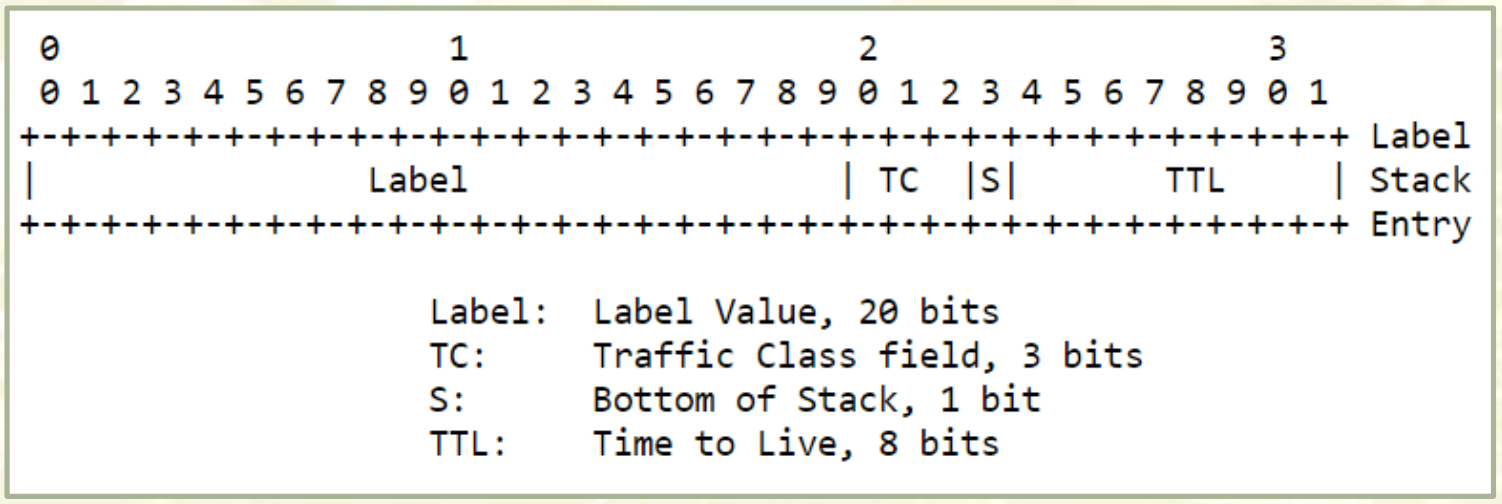 0                   1                   2                   3
0 1 2 3 4 5 6 7 8 9 0 1 2 3 4 5 6 7 8 9 0 1 2 3 4 5 6 7 8 9 0 1
+-+-+-+-+-+-+-+-+-+-+-+-+-+-+-+-+-+-+-+-+-+-+-+-+-+-+-+-+-+-+-+-+ Label
|                Label                  | TC  |S|       TTL     | Stack
+-+-+-+-+-+-+-+-+-+-+-+-+-+-+-+-+-+-+-+-+-+-+-+-+-+-+-+-+-+-+-+-+ Entry
Label:  Label Value, 20 bits
TC:     Traffic Class field, 3 bits
S:      Bottom of Stack, 1 bit
TTL:    Time to Live, 8 bits